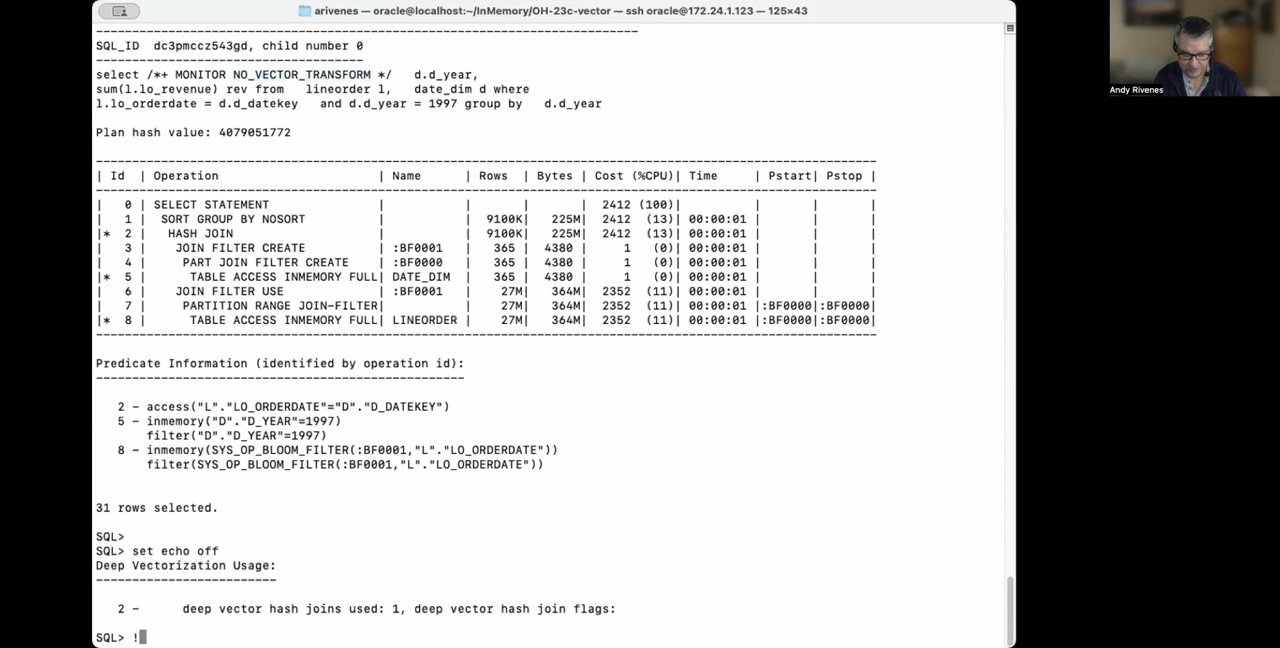 arivenes — oracle@localhost:~/InMemory/OH-23c-vector — ssh oracle@172.24.1.123 — 125×43
---------------------------------------------------------------------------
SQL_ID  dc3pmccz543gd, child number 0
-------------------------------------
select /*+ MONITOR NO_VECTOR_TRANSFORM */   d.d_year,
sum(l.lo_revenue) rev from   lineorder l,   date_dim d where
l.lo_orderdate = d.d_datekey   and d.d_year = 1997 group by   d.d_year
Plan hash value: 4079051772
------------------------------------------------------------------------------------------------------------
| Id  | Operation                      | Name      | Rows  | Bytes | Cost (%CPU)| Time     | Pstart| Pstop |
------------------------------------------------------------------------------------------------------------
|   0 | SELECT STATEMENT               |           |       |       |  2412 (100)|          |       |       |
|   1 |  SORT GROUP BY NOSORT          |           |  9100K|   225M|  2412  (13)| 00:00:01 |       |       |
|*  2 |   HASH JOIN                    |           |  9100K|   225M|  2412  (13)| 00:00:01 |       |       |
|   3 |    JOIN FILTER CREATE          | :BF0001   |   365 |  4380 |     1   (0)| 00:00:01 |       |       |
|   4 |     PART JOIN FILTER CREATE    | :BF0000   |   365 |  4380 |     1   (0)| 00:00:01 |       |       |
|*  5 |      TABLE ACCESS INMEMORY FULL| DATE_DIM  |   365 |  4380 |     1   (0)| 00:00:01 |       |       |
|   6 |    JOIN FILTER USE             | :BF0001   |    27M|   364M|  2352  (11)| 00:00:01 |       |       |
|   7 |     PARTITION RANGE JOIN-FILTER|           |    27M|   364M|  2352  (11)| 00:00:01 |:BF0000|:BF0000|
|*  8 |      TABLE ACCESS INMEMORY FULL| LINEORDER |    27M|   364M|  2352  (11)| 00:00:01 |:BF0000|:BF0000|
------------------------------------------------------------------------------------------------------------
Predicate Information (identified by operation id):
---------------------------------------------------
   2 - access("L"."LO_ORDERDATE"="D"."D_DATEKEY")
   5 - inmemory("D"."D_YEAR"=1997)
       filter("D"."D_YEAR"=1997)
   8 - inmemory(SYS_OP_BLOOM_FILTER(:BF0001,"L"."LO_ORDERDATE"))
       filter(SYS_OP_BLOOM_FILTER(:BF0001,"L"."LO_ORDERDATE"))
31 rows selected.
SQL>
SQL> set echo off
Deep Vectorization Usage:
-------------------------
   2 -      deep vector hash joins used: 1, deep vector hash join flags:
SQL> !
Andy Rivenes